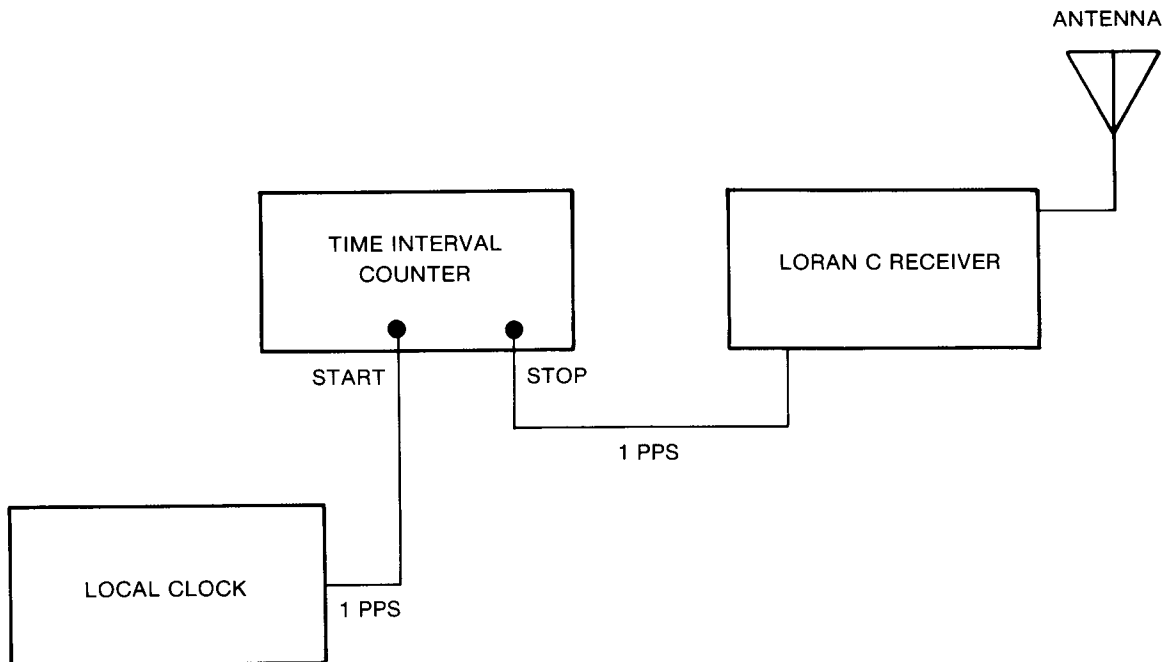 ANTENNA
TIME INTERVAL
COUNTER
LORAN C RECEIVER
START
STOP
1 PPS
LOCAL CLOCK
1 PPS